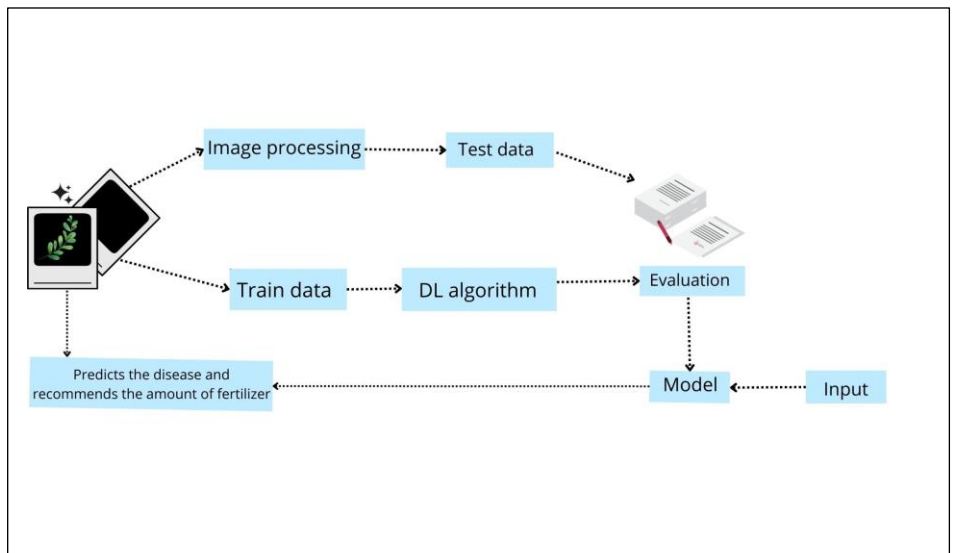 Image processing
Test data
Train data
DL algorithm
Evaluation
Predicts the disease and
recommends the amount of fertilizer
Model
Input